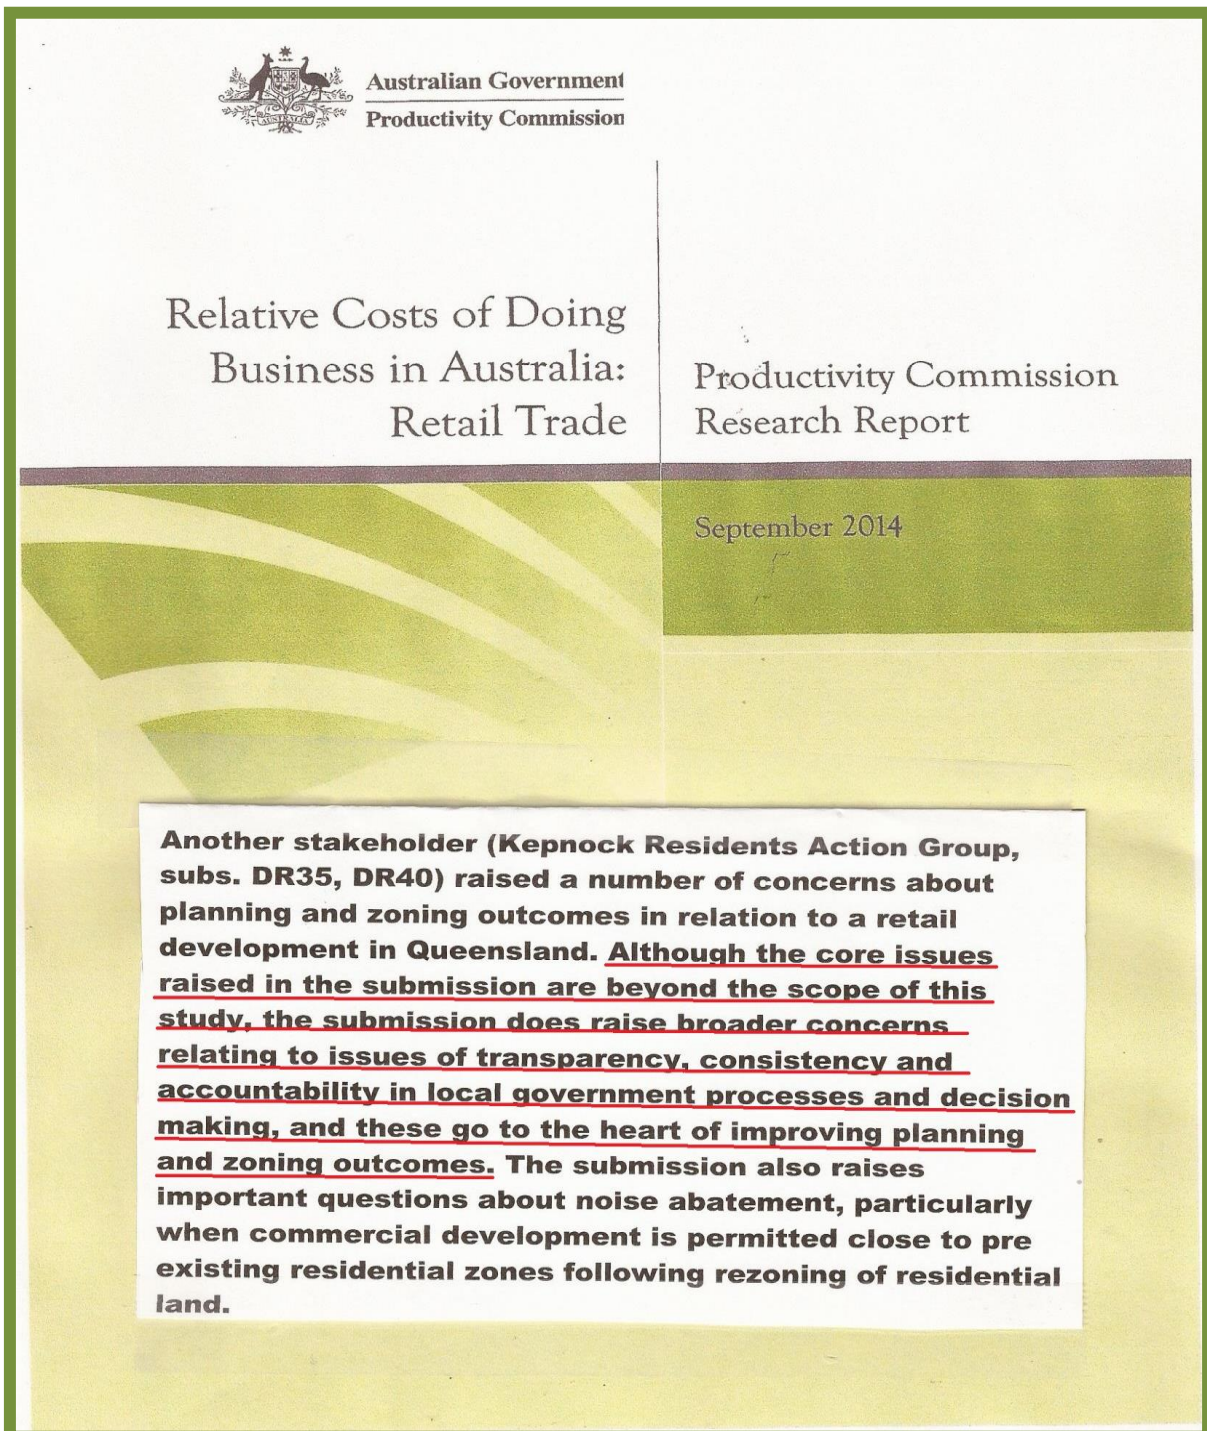 Australian Government
Productivity Commission
Relative Costs of Doing
Business in Australia:
Retail Trade
Productivity Commission
Research Report
September 2014
Another stakeholder (Kepnock Residents Action Group,
subs. DR35, DR40) raised a number of concerns about
planning and zoning outcomes in relation to a retail
development in Queensland. Although the core issues
raised in the submission are beyond the scope of this
study, the submission does raise broader concerns
relating to issues of transparency, consistency and
accountability in local government processes and decision
making, and these go to the heart of improving planning
and zoning outcomes. The submission also raises
important questions about noise abatement, particularly
when commercial development is permitted close to pre
existing residential zones following rezoning of residential
land.